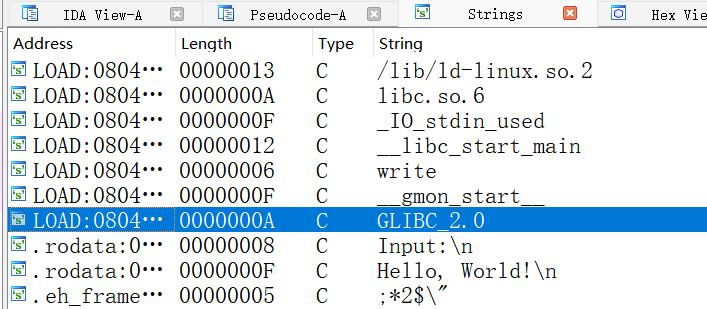 IDA View-A Pseudocode-A Strings Hex Vie
Address Length Type String
LOAD:0804··· 00000013 C /lib/ld-linux.so.2
LOAD:0804··· 0000000A C libc.so.6
LOAD:0804··· 0000000F C _IO_stdin_used
LOAD:0804··· 00000012 C __libc_start_main
LOAD:0804··· 00000006 C write
LOAD:0804··· 0000000F C __gmon_start__
LOAD:0804··· 0000000A C GLIBC_2.0
.rodata:0··· 00000008 C Input:\n
.rodata:0··· 0000000F C Hello, World!\n
.eh_frame··· 00000005 C ;*2$\"